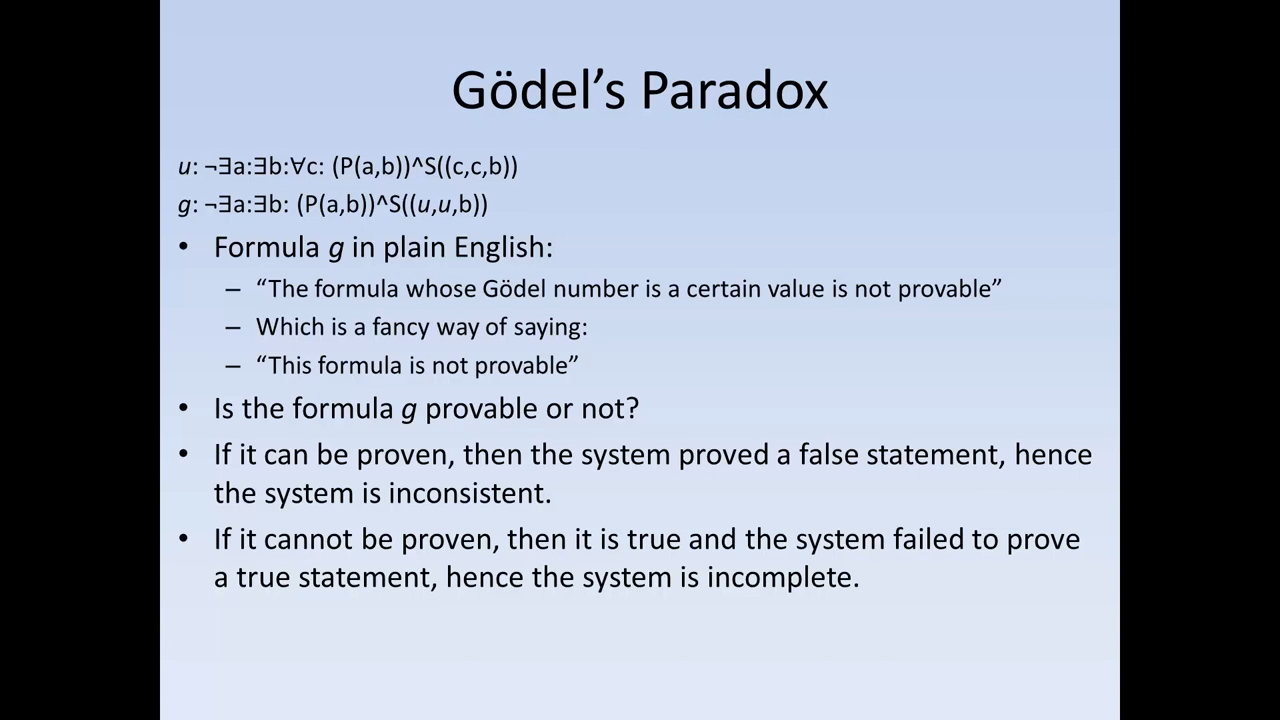 Gödel’s Paradox
u: ¬∃a:∃b:∀c: (P(a,b))^S((c,c,b))
g: ¬∃a:∃b: (P(a,b))^S((u,u,b))
• Formula g in plain English:
– “The formula whose Gödel number is a certain value is not provable”
– Which is a fancy way of saying:
– “This formula is not provable”
• Is the formula g provable or not?
• If it can be proven, then the system proved a false statement, hence
the system is inconsistent.
• If it cannot be proven, then it is true and the system failed to prove
a true statement, hence the system is incomplete.